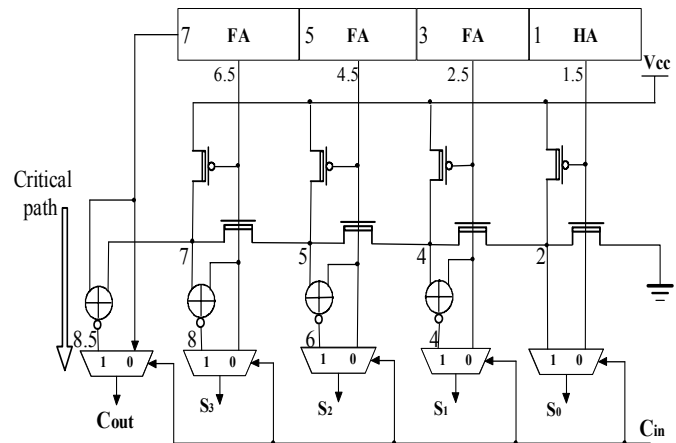 7 FA 5 FA 3 FA 1 HA
6.5 4.5 2.5 1.5
Vcc
Critical
path
7 5 4 2
8.5 8 6 4
1 0 1 0 1 0 1 0 1 0
Cout S3 S2 S1 S0
Cin